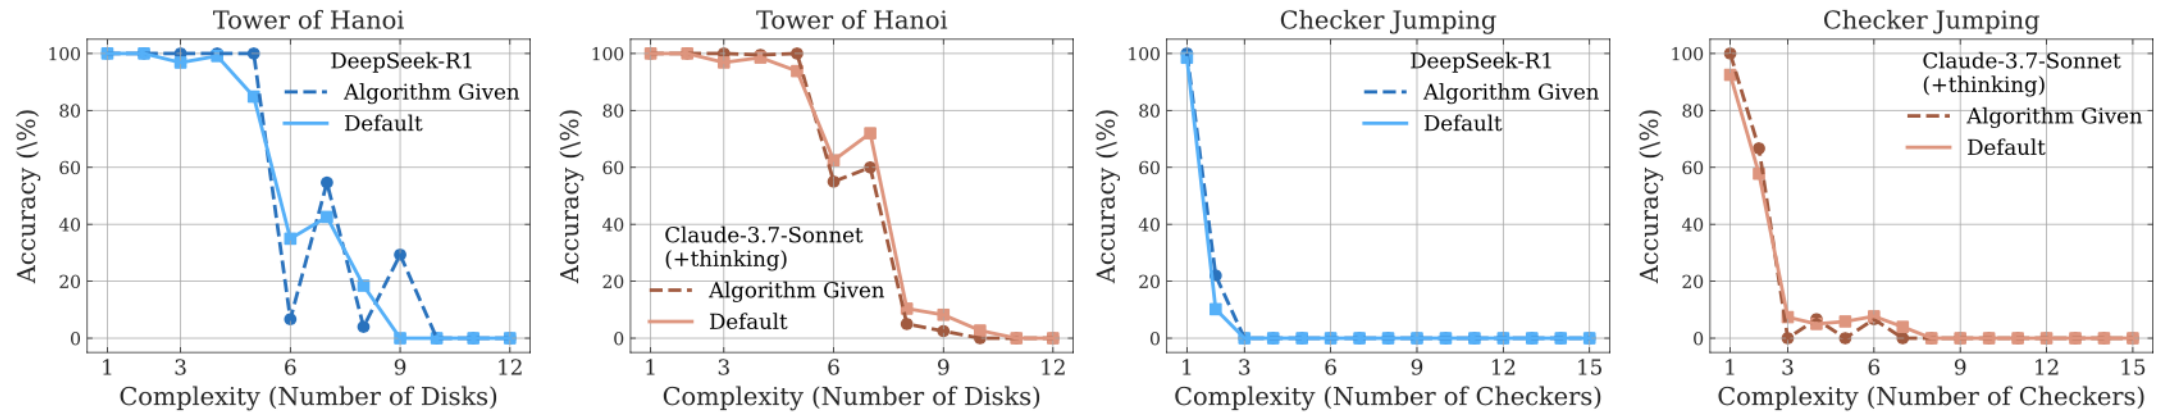 Tower of Hanoi
100
80
60
40
20
0
Accuracy (\%)
DeepSeek-R1
Algorithm Given
Default
1 3 6 9 12
Complexity (Number of Disks)
Tower of Hanoi
100
80
60
40
20
0
Accuracy (\%)
Claude-3.7-Sonnet
(+thinking)
Algorithm Given
Default
1 3 6 9 12
Complexity (Number of Disks)
Checker Jumping
100
80
60
40
20
0
Accuracy (\%)
DeepSeek-R1
Algorithm Given
Default
1 3 6 9 12 15
Complexity (Number of Checkers)
Checker Jumping
100
80
60
40
20
0
Accuracy (\%)
Claude-3.7-Sonnet
(+thinking)
Algorithm Given
Default
1 3 6 9 12 15
Complexity (Number of Checkers)